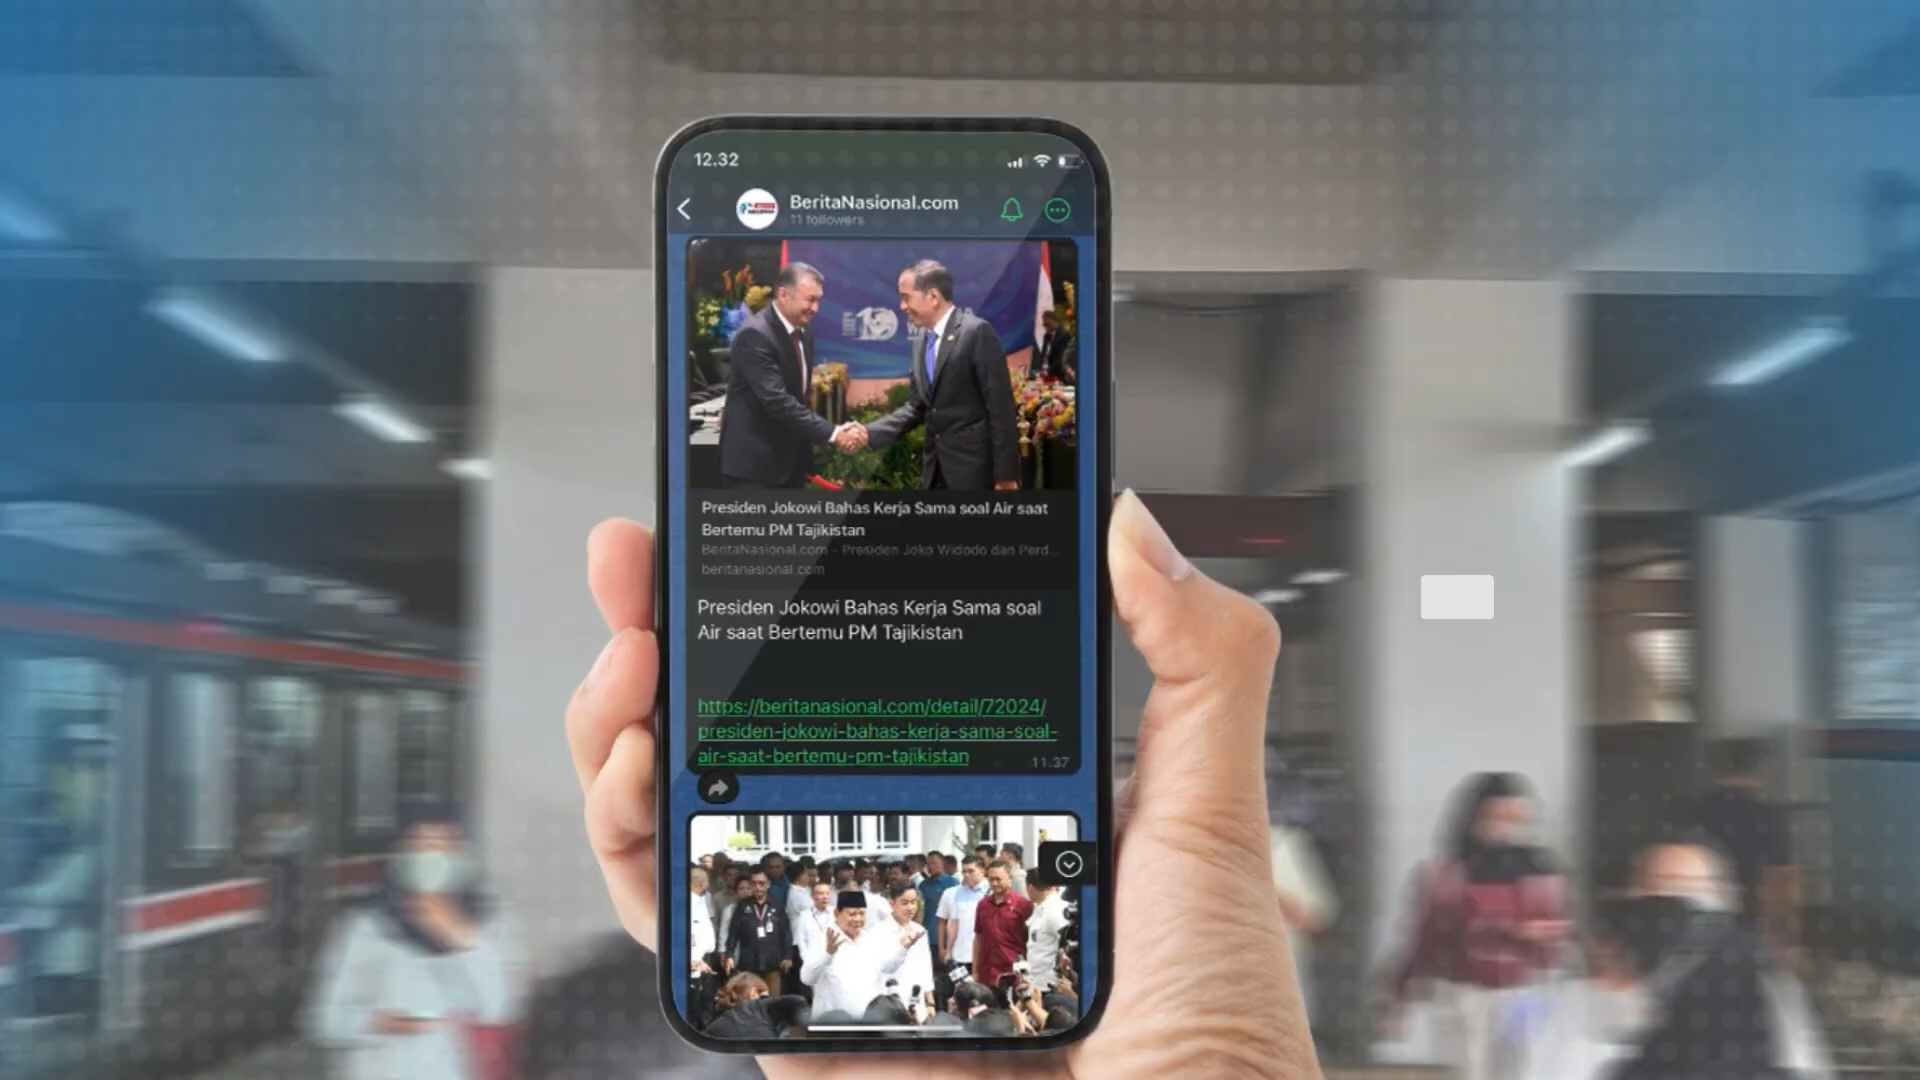 12.32
BeritaNasional.com
11 followers
10
Presiden Jokowi Bahas Kerja Sama soal Air saat
Bertemu PM Tajikistan
BeritaNasional.com - Presiden Joko Widodo dan Perd...
beritanasional.com
Presiden Jokowi Bahas Kerja Sama soal
Air saat Bertemu PM Tajikistan
https://beritanasional.com/detail/72024/
presiden-jokowi-bahas-kerja-sama-soal-
air-saat-bertemu-pm-tajikistan
11.37